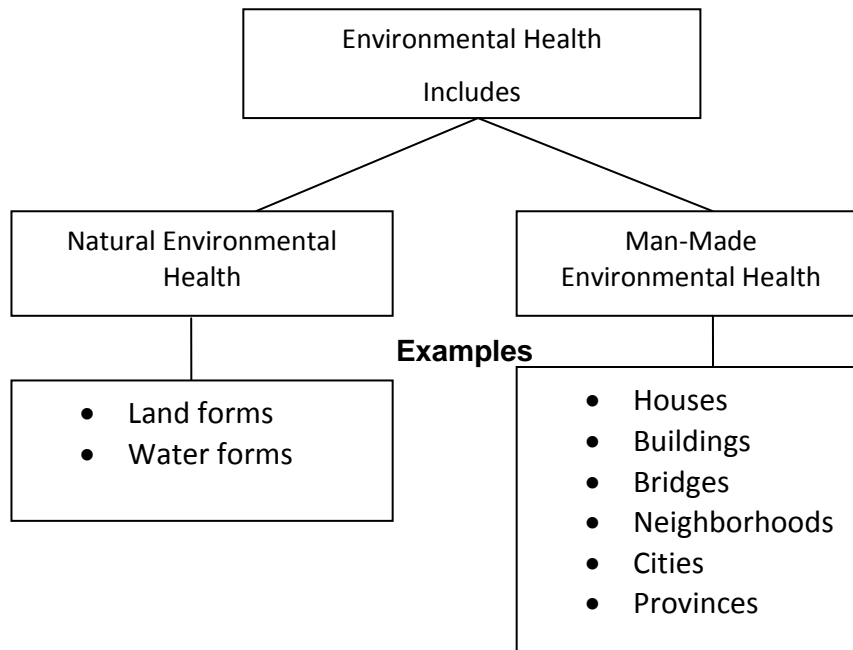 Environmental Health
Includes
Natural Environmental
Health
Man-Made
Environmental Health
Examples
• Land forms
• Water forms
• Houses
• Buildings
• Bridges
• Neighborhoods
• Cities
• Provinces